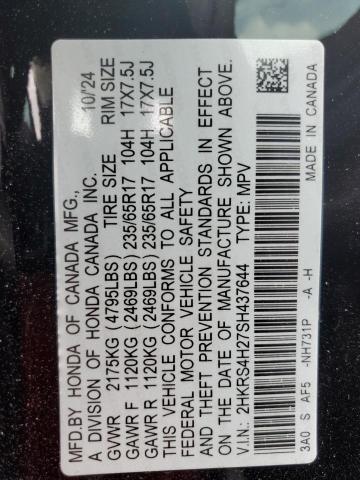 MFD.BY HONDA OF CANADA MFG., 10/24
A DIVISION OF HONDA CANADA INC.
TIRE SIZE RIM SIZE
GVWR 2175KG (4795LBS)
GAWR F 1120KG (2469LBS) 235/65R17 104H 17X7.5J
GAWR R 1120KG (2469LBS) 235/65R17 104H 17X7.5J
THIS VEHICLE CONFORMS TO ALL APPLICABLE
FEDERAL MOTOR VEHICLE SAFETY
AND THEFT PREVENTION STANDARDS IN EFFECT
ON THE DATE OF MANUFACTURE SHOWN ABOVE.
V.I.N: 2HKRS4H27SH437644 TYPE: MPV
3A0 S AF5 -NH731P -A -H MADE IN CANADA